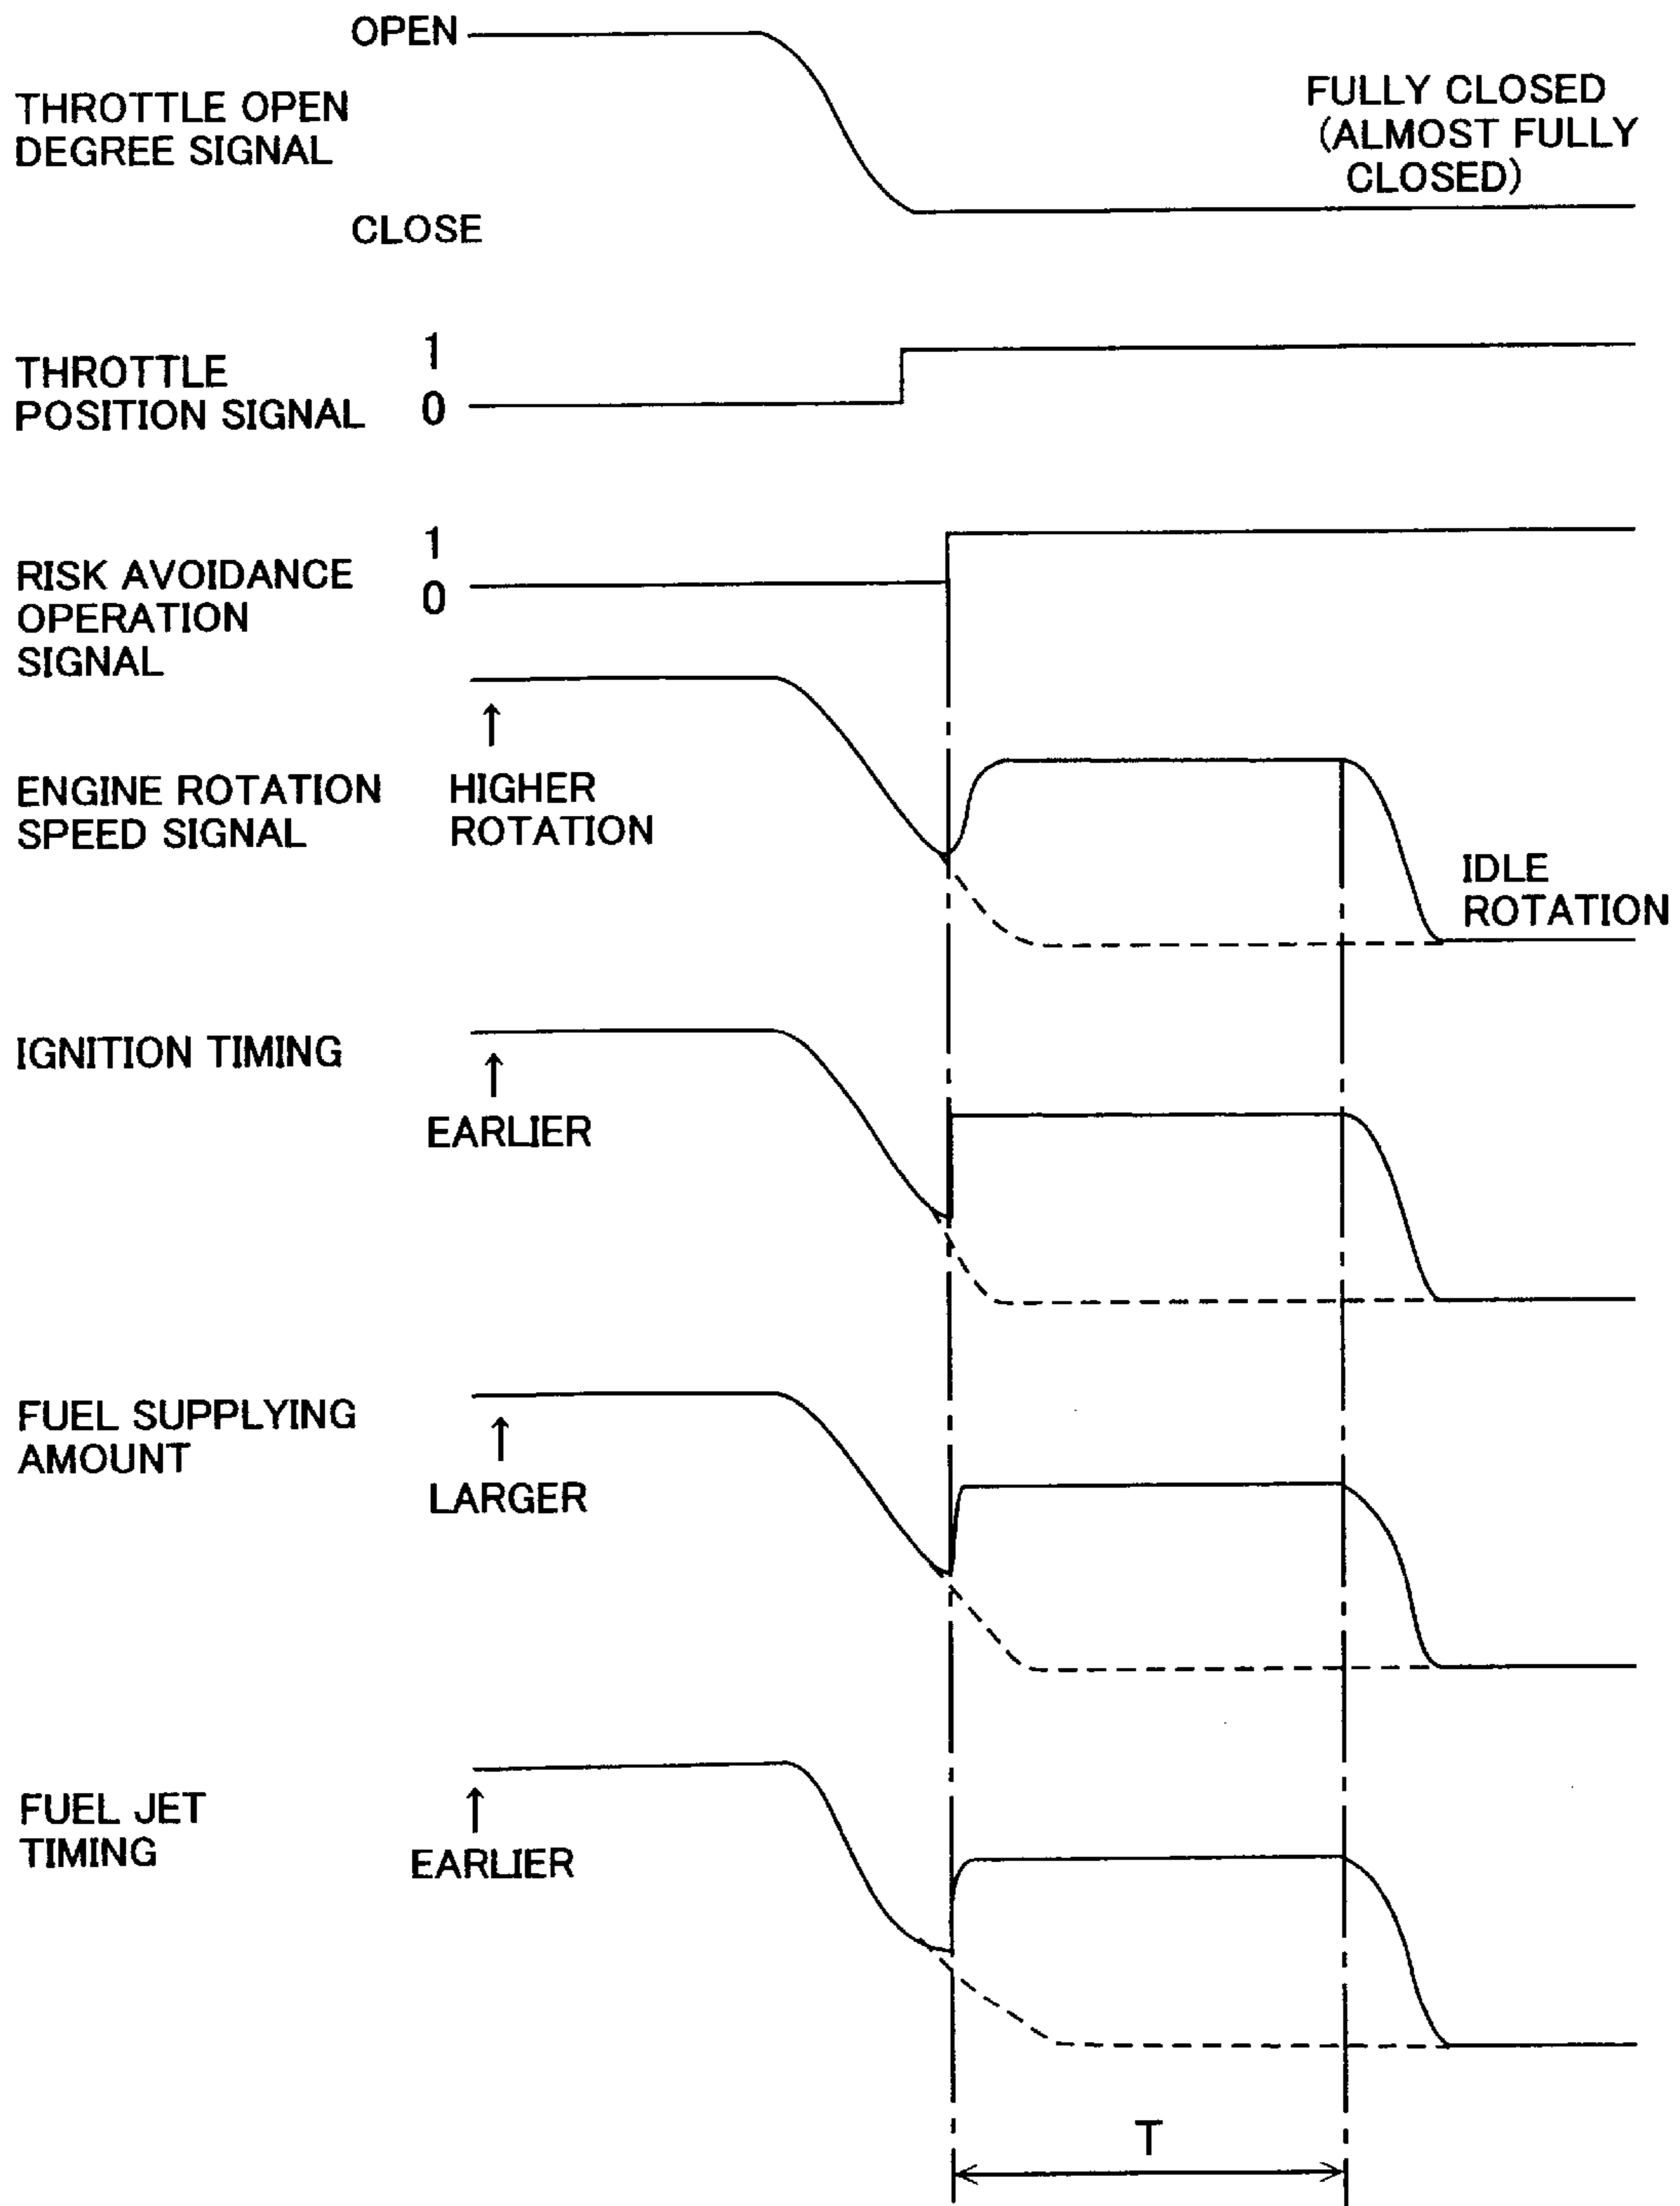 OPEN
THROTTLE OPEN
DEGREE SIGNAL
FULLY CLOSED
(ALMOST FULLY
CLOSED)
CLOSE
THROTTLE
POSITION SIGNAL
1
0
RISK AVOIDANCE
OPERATION
SIGNAL
1
0
ENGINE ROTATION
SPEED SIGNAL
↑
HIGHER
ROTATION
IDLE
ROTATION
IGNITION TIMING
↑
EARLIER
FUEL SUPPLYING
AMOUNT
↑
LARGER
FUEL JET
TIMING
↑
EARLIER
T